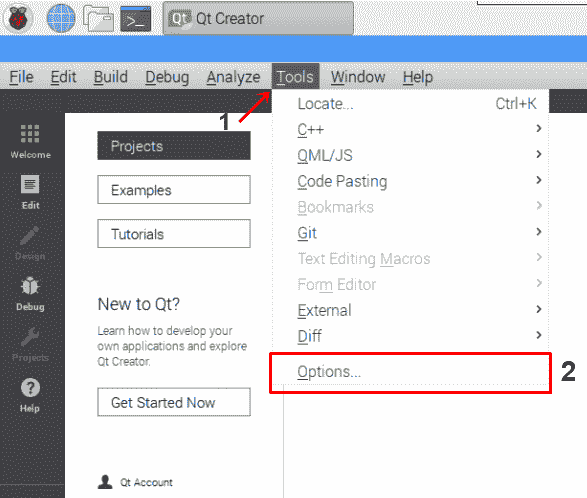 Qt Creator
File Edit Build Debug Analyze Tools Window Help
1
Welcome
Edit
Design
Debug
Projects
Help
Projects
Examples
Tutorials
New to Qt?
Learn how to develop your
own applications and explore
Qt Creator.
Get Started Now
Qt Account
Locate... Ctrl+K
C++
QML/JS
Code Pasting
Bookmarks
Git
Text Editing Macros
Form Editor
External
Diff
Options...
2